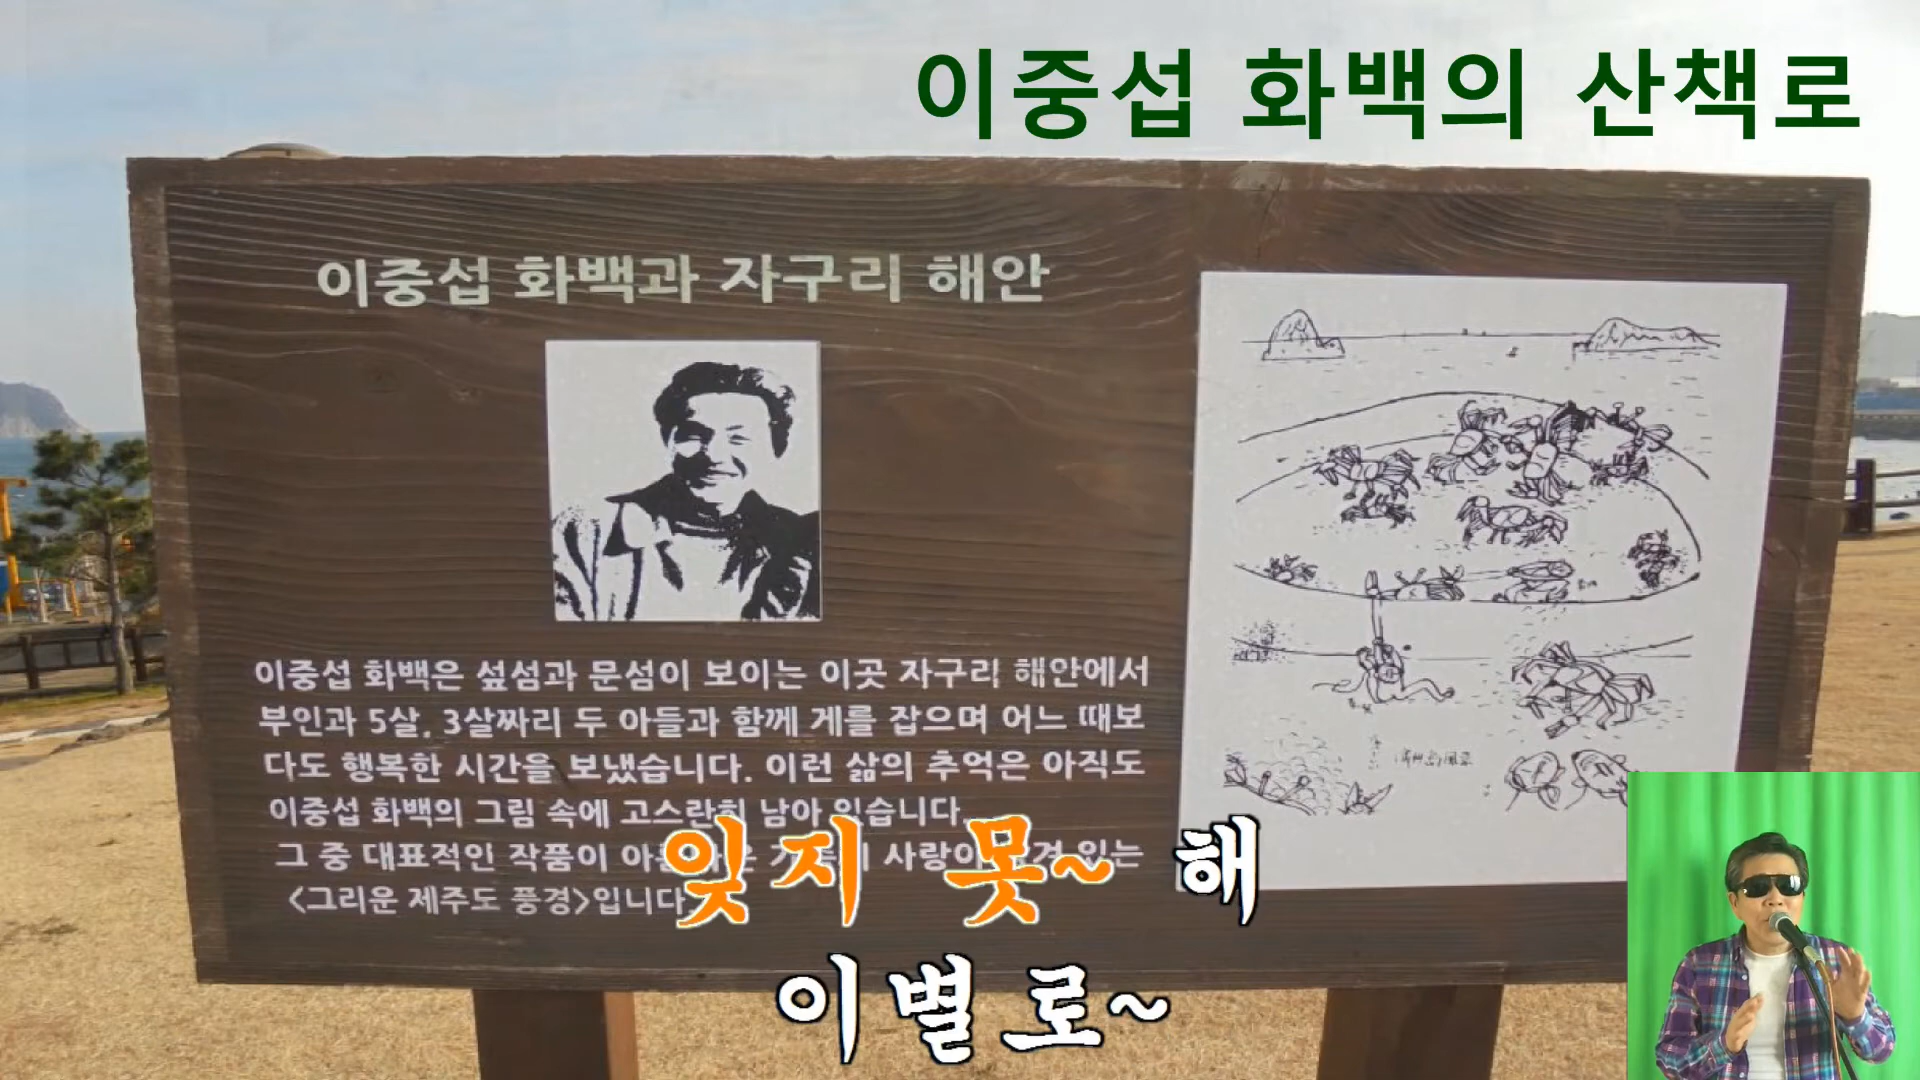 이중섭 화백의 산책로
이중섭 화백과 자구리 해안
이중섭 화백은 섶섬과 문섬이 보이는 이곳 자구리 해안에서
부인과 5살, 3살짜리 두 아들과 함께 게를 잡으며 어느 때보
다도 행복한 시간을 보냈습니다. 이런 삶의 추억은 아직도
이중섭 화백의 그림 속에 고스란히 남아 있습니다.
그 중 대표적인 작품이 사랑이 있는
<그리운 제주도 풍경>입니다.
잊지 못~ 해
이별로~